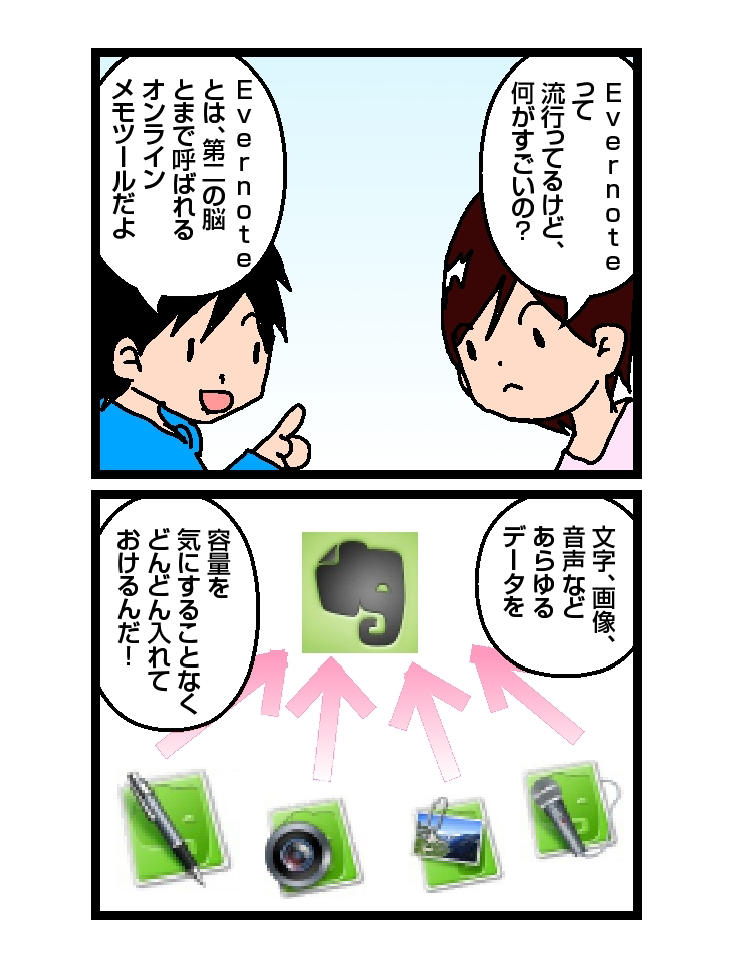 Evernote
って
流行ってるけど、
何がすごいの?
Evernote
とは、第二の脳
とまで呼ばれる
オンライン
メモツールだよ
文字、画像、
音声など
あらゆる
データを
容量を
気にすることなく
どんどん入れて
おけるんだ!